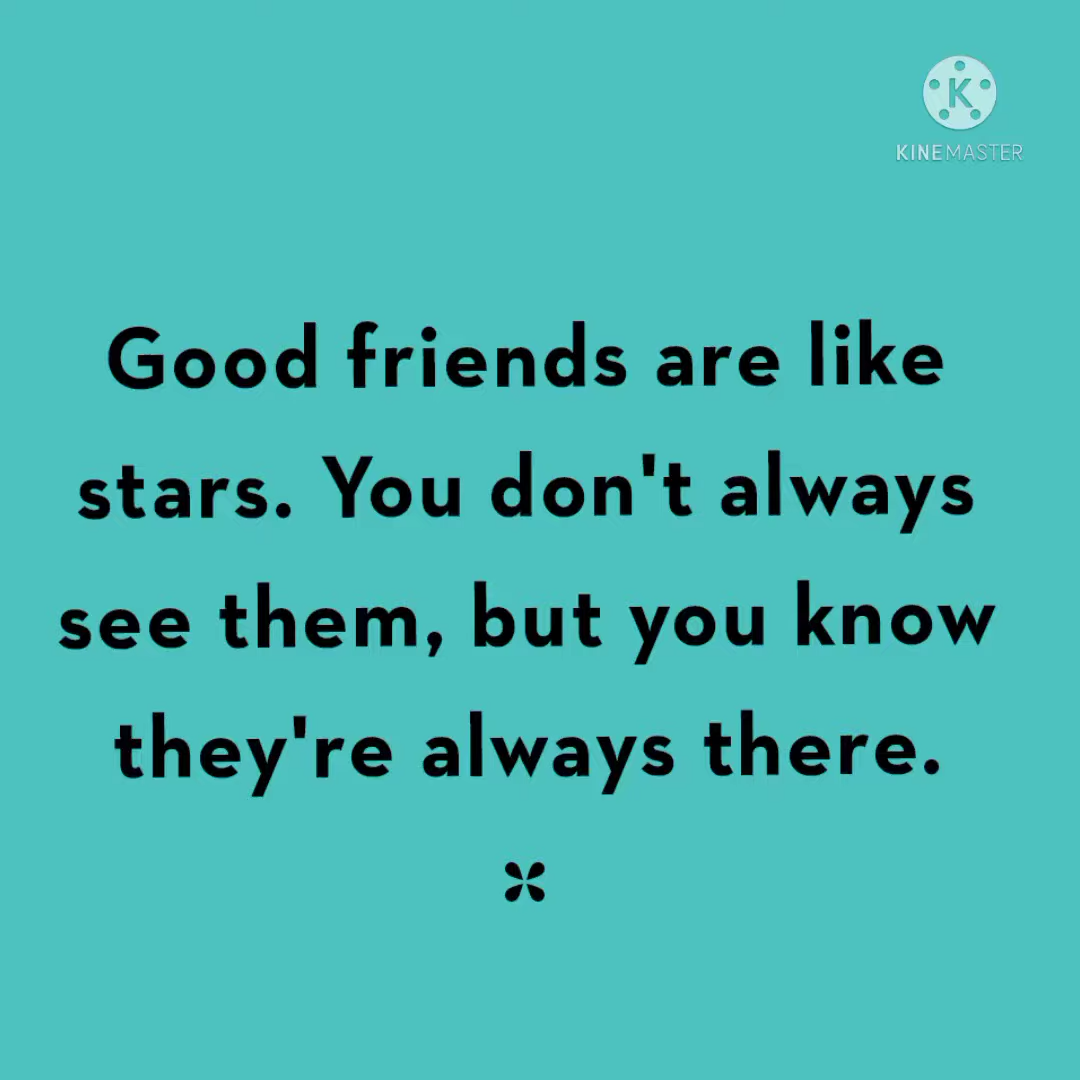 K
KINEMASTER
Good friends are like
stars. You don't always
see them, but you know
they're always there.